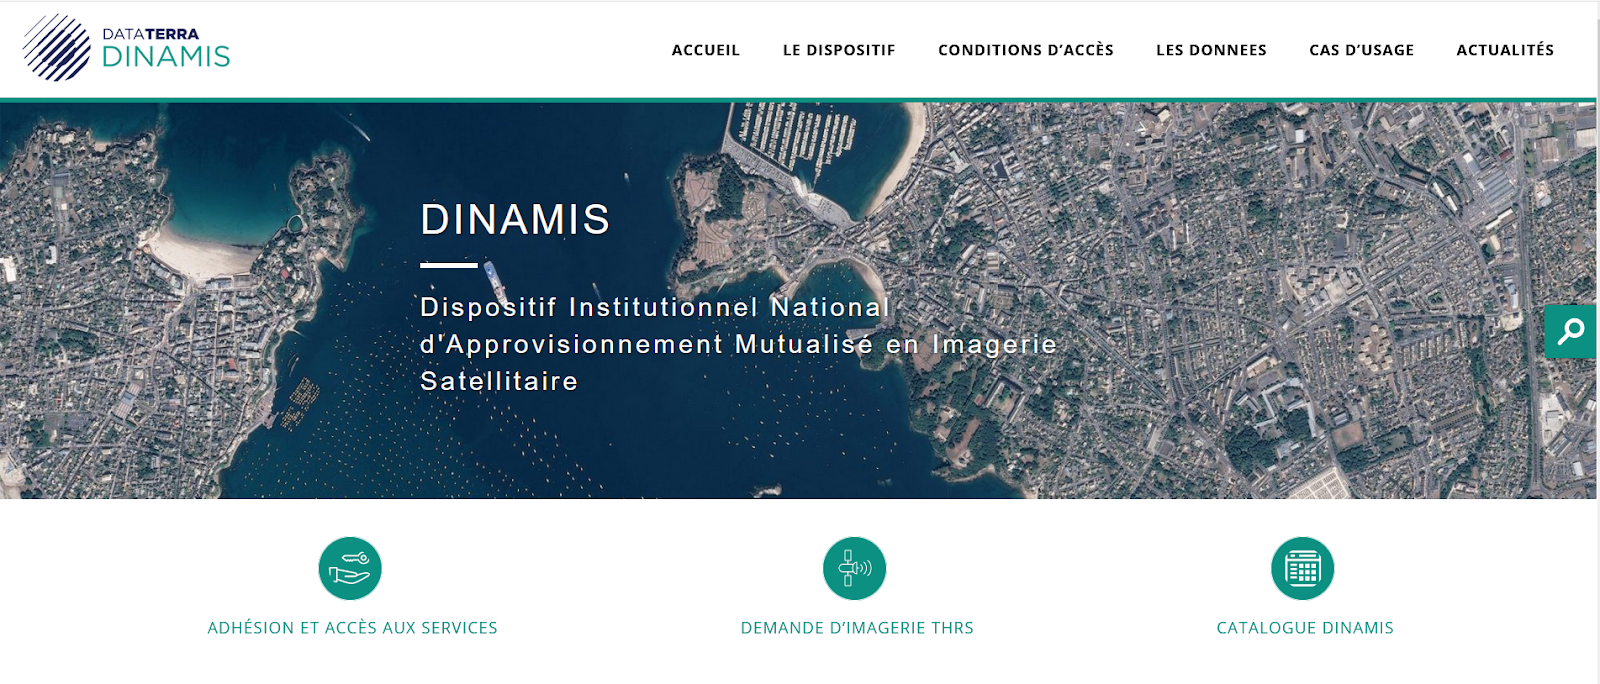 DATATERRA
DINAMIS
ACCUEIL LE DISPOSITIF CONDITIONS D’ACCÈS LES DONNEES CAS D’USAGE ACTUALITÉS
DINAMIS
Dispositif Institutionnel National
d'Approvisionnement Mutualisé en Imagerie
Satellitaire
ADHÉSION ET ACCÈS AUX SERVICES DEMANDE D’IMAGERIE THRS CATALOGUE DINAMIS